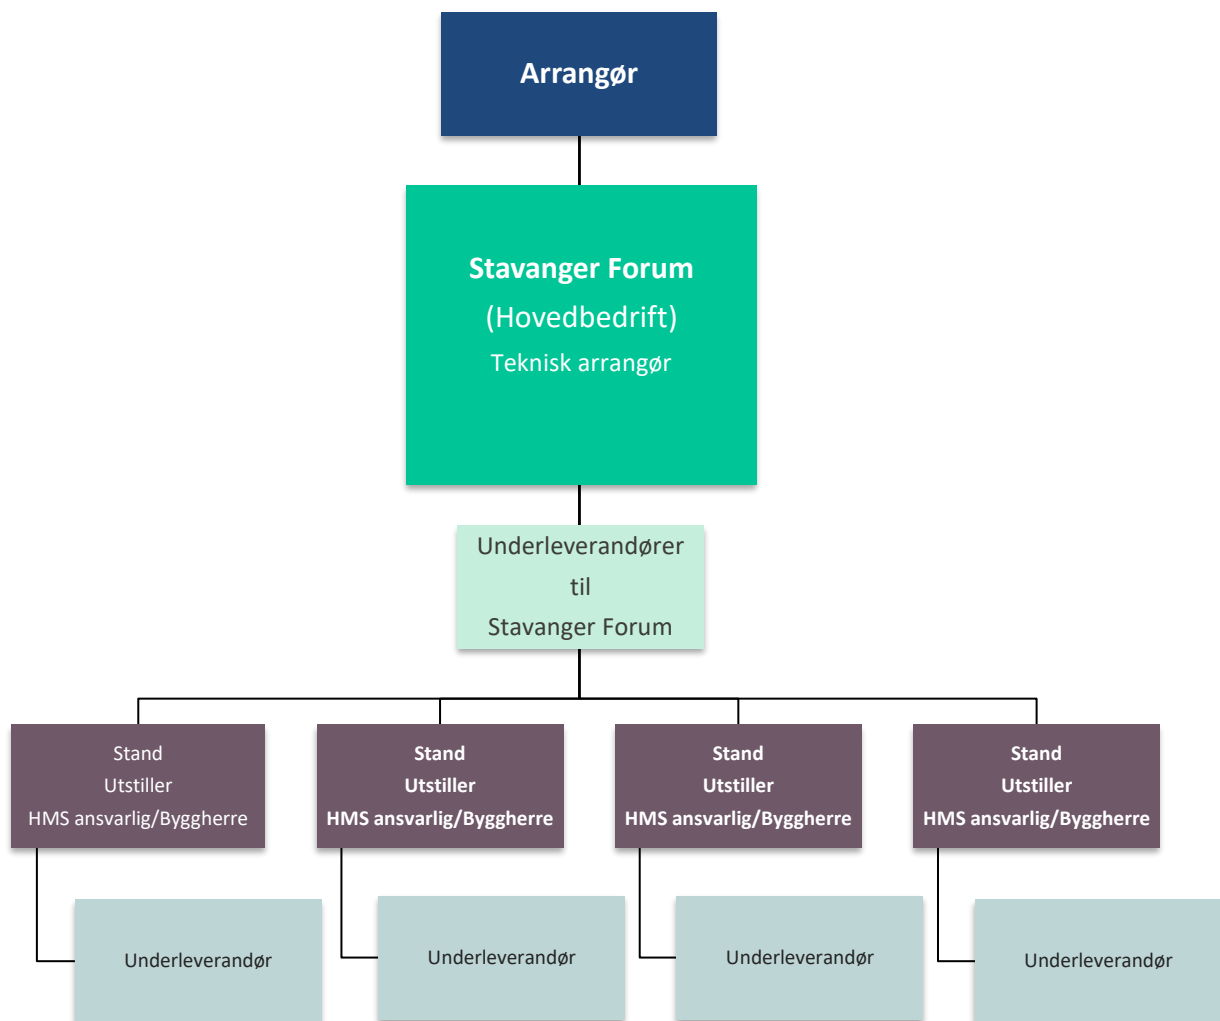 Arrangør
Stavanger Forum
(Hovedbedrift)
Teknisk arrangør
Underleverandører
til
Stavanger Forum
Stand
Utstiller
HMS ansvarlig/Byggherre
Stand
Utstiller
HMS ansvarlig/Byggherre
Stand
Utstiller
HMS ansvarlig/Byggherre
Stand
Utstiller
HMS ansvarlig/Byggherre
Underleverandør
Underleverandør
Underleverandør
Underleverandør